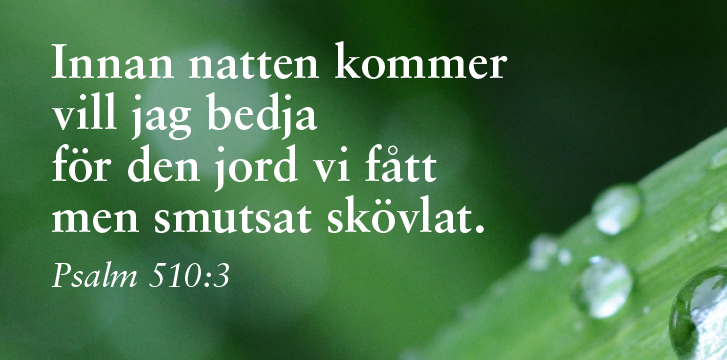 Innan natten kommer
vill jag bedja
för den jord vi fått
men smutsat skövlat.
Psalm 510:3